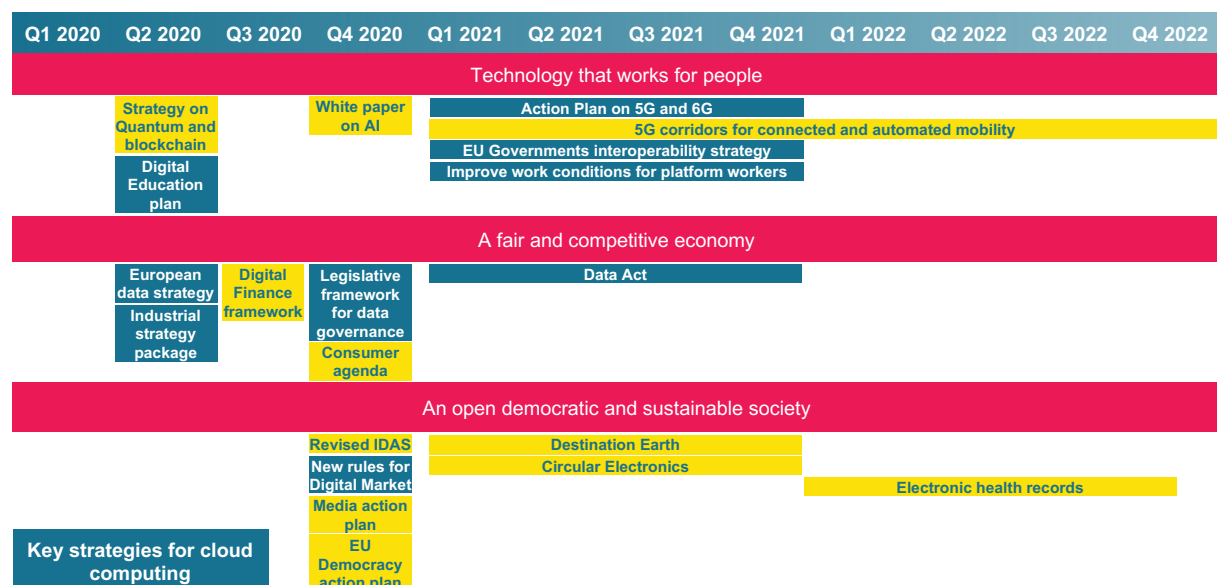 Q1 2020 Q2 2020 Q3 2020 Q4 2020 Q1 2021 Q2 2021 Q3 2021 Q4 2021 Q1 2022 Q2 2022 Q3 2022 Q4 2022
Technology that works for people
Strategy on
Quantum and
blockchain
Digital
Education
plan
White paper
on AI
Action Plan on 5G and 6G
5G corridors for connected and automated mobility
EU Governments interoperability strategy
Improve work conditions for platform workers
A fair and competitive economy
European
data strategy
Industrial
strategy
package
Digital
Finance
framework
Legislative
framework
for data
governance
Consumer
agenda
Data Act
An open democratic and sustainable society
Revised IDAS
New rules for
Digital Market
Media action
plan
EU
Democracy
action plan
Destination Earth
Circular Electronics
Electronic health records
Key strategies for cloud
computing